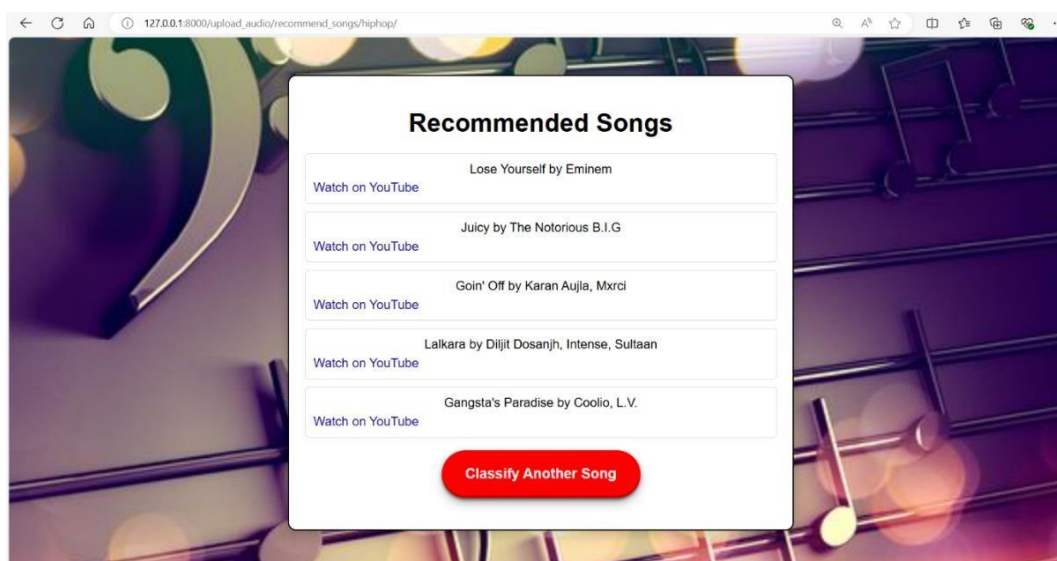 127.0.0.1:8000/upload_audio/recommend_songs/hiphop/
Recommended Songs
Lose Yourself by Eminem
Watch on YouTube
Juicy by The Notorious B.I.G
Watch on YouTube
Goin' Off by Karan Aujla, Mxrci
Watch on YouTube
Lalkara by Diljit Dosanjh, Intense, Sultaan
Watch on YouTube
Gangsta's Paradise by Coolio, L.V.
Watch on YouTube
Classify Another Song